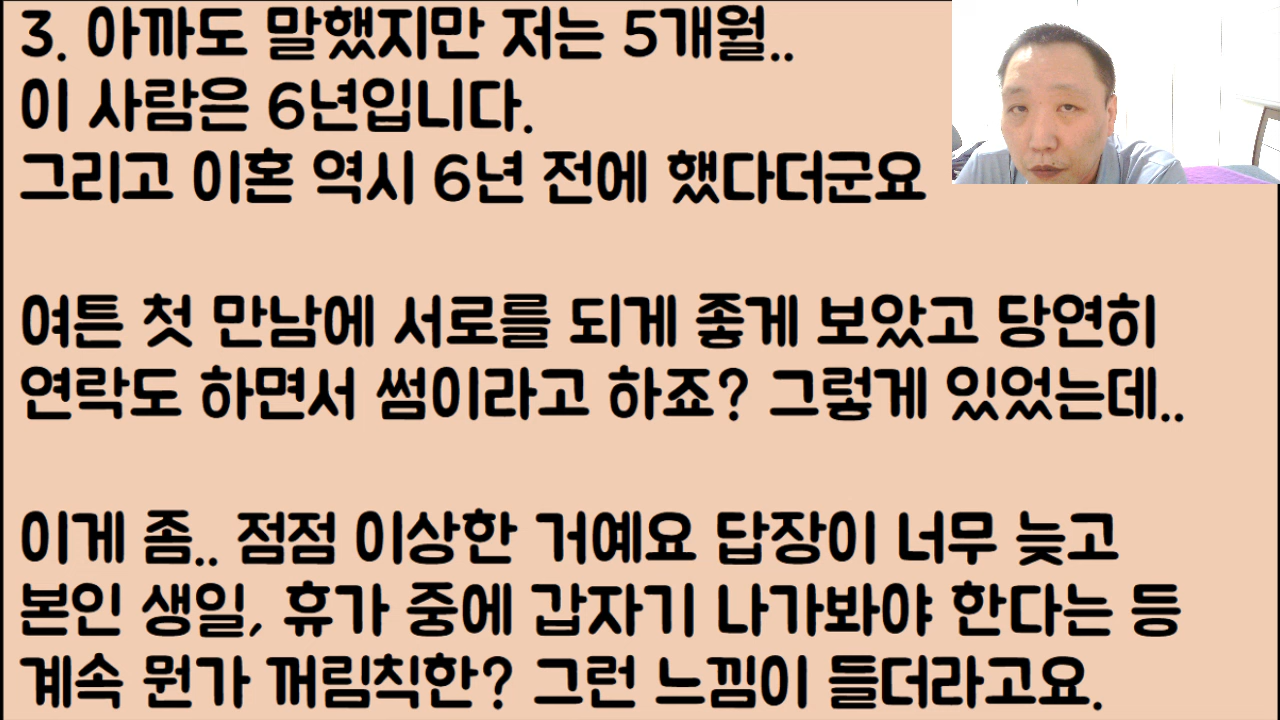 3. 아까도 말했지만 저는 5개월..
이 사람은 6년입니다.
그리고 이혼 역시 6년 전에 했다더군요
여튼 첫 만남에 서로를 되게 좋게 보았고 당연히
연락도 하면서 썸이라고 하죠? 그렇게 있었는데..
이게 좀.. 점점 이상한 거예요 답장이 너무 늦고
본인 생일, 휴가 중에 갑자기 나가봐야 한다는 등
계속 뭔가 꺼림칙한? 그런 느낌이 들더라고요.